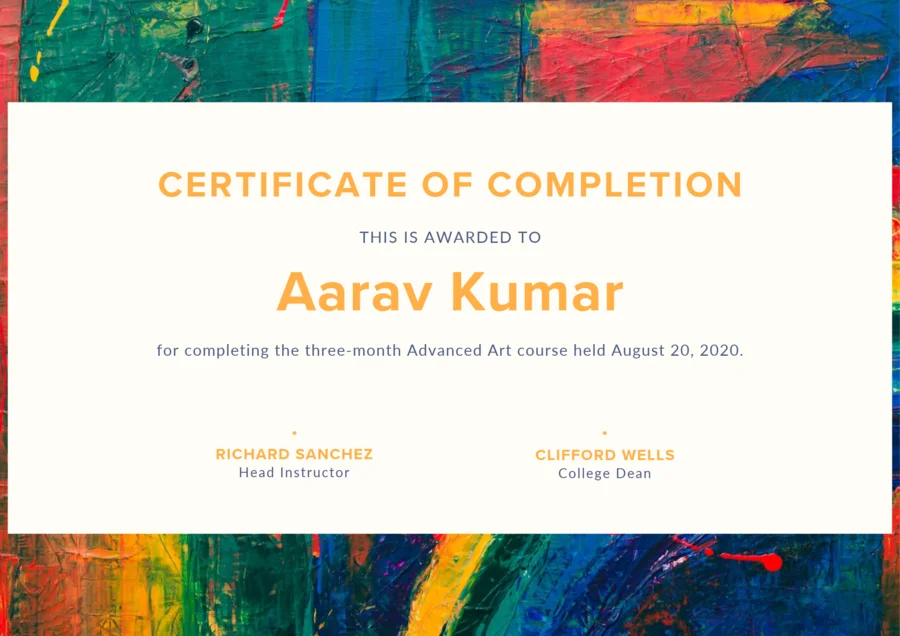 CERTIFICATE OF COMPLETION
THIS IS AWARDED TO
Aarav Kumar
for completing the three-month Advanced Art course held August 20, 2020.
RICHARD SANCHEZ
Head Instructor
CLIFFORD WELLS
College Dean